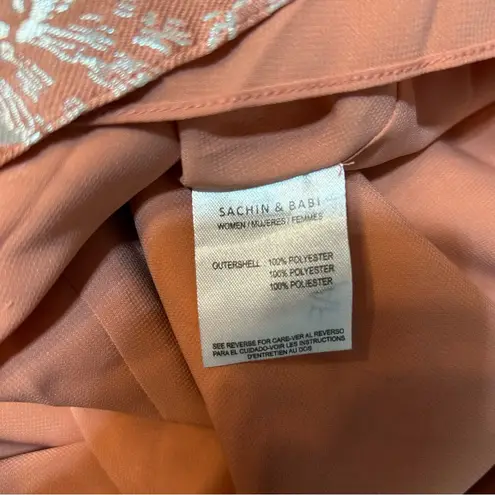 SACHIN & BABI
WOMEN / MUJERES / FEMMES
OUTERSHELL 100% POLYESTER
100% POLYESTER
100% POLIESTER
SEE REVERSE FOR CARE-VER AL REVERSO
PARA EL CUIDADO-VOIR LES INSTRUCTIONS
D'ENTRETIEN AU DOS